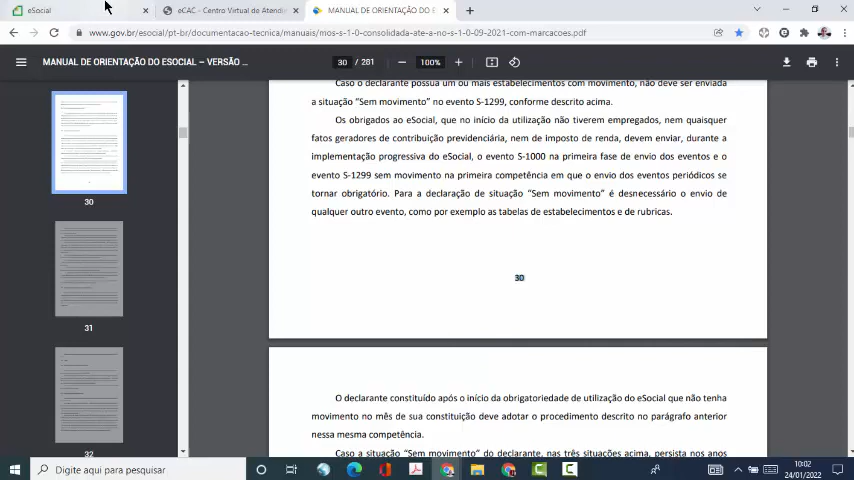 eSocial
eCAC - Centro Virtual de Atendim
MANUAL DE ORIENTAÇÃO DO E
www.gov.br/esocial/pt-br/documentacao-tecnica/manuais/mos-s-1-0-consolidada-ate-a-no-s-1-0-09-2021-com-marcacoes.pdf
MANUAL DE ORIENTAÇÃO DO ESOCIAL – VERSÃO ...
30 / 281
100%
Caso o declarante possua um ou mais estabelecimentos com movimento, não deve ser enviada
a situação “Sem movimento” no evento S-1299, conforme descrito acima.
Os obrigados ao eSocial, que no início da utilização não tiverem empregados, nem quaisquer
fatos geradores de contribuição previdenciária, nem de imposto de renda, devem enviar, durante a
implementação progressiva do eSocial, o evento S-1000 na primeira fase de envio dos eventos e o
evento S-1299 sem movimento na primeira competência em que o envio dos eventos periódicos se
tornar obrigatório. Para a declaração de situação “Sem movimento” é desnecessário o envio de
qualquer outro evento, como por exemplo as tabelas de estabelecimentos e de rubricas.
30
30
31
32
O declarante constituído após o início da obrigatoriedade de utilização do eSocial que não tenha
movimento no mês de sua constituição deve adotar o procedimento descrito no parágrafo anterior
nessa mesma competência.
Caso a situação “Sem movimento” do declarante, nas três situações acima, persista nos anos
Digite aqui para pesquisar
10:02
24/01/2022